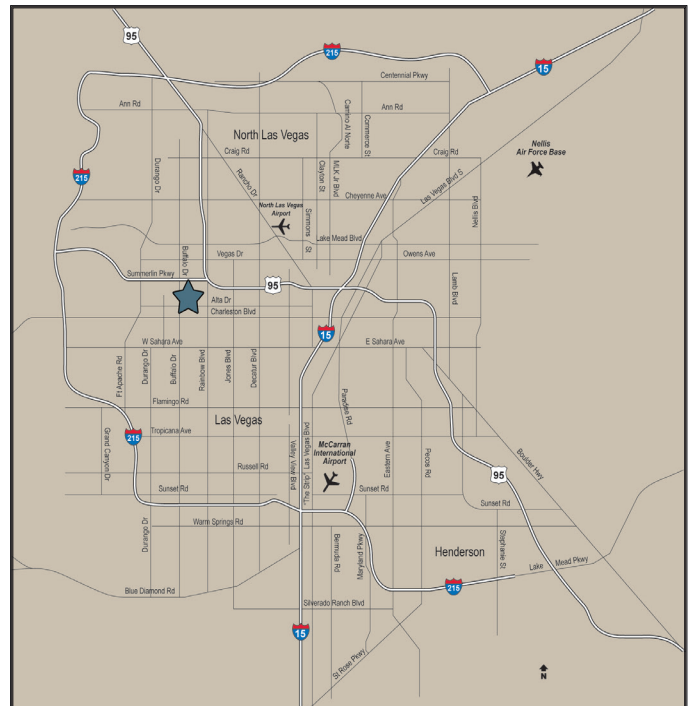 95
215
Centennial Pkwy
15
Ann Rd
Camino Al Norte
Commerce St
Ann Rd
North Las Vegas
Craig Rd
Craig Rd
Nellis
Air Force Base
215
Durango Dr
Rancho Dr
Clayton St
MLK Jr Blvd
Cheyenne Ave
Las Vegas Blvd S
Nellis Blvd
North Las Vegas
Airport
Simmons St
Lake Mead Blvd
Buffalo Dr
Vegas Dr
Owens Ave
Summerlin Pkwy
95
Lamb Blvd
Alta Dr
Charleston Blvd
15
W Sahara Ave
E Sahara Ave
Ft Apache Rd
Durango Dr
Buffalo Dr
Rainbow Blvd
Jones Blvd
Decatur Blvd
Paradise Rd
Flamingo Rd
Las Vegas
Tropicana Ave
215
Grand Canyon Dr
Valley View Blvd
"The Strip" Las Vegas Blvd
McCarran
International
Airport
Eastern Ave
Pecos Rd
Boulder Hwy
Russell Rd
95
Sunset Rd
Sunset Rd
Sunset Rd
Warm Springs Rd
Durango Dr
Bermuda Rd
Maryland Pkwy
Henderson
Stephanie St
Lake Mead Pkwy
Blue Diamond Rd
215
Silverado Ranch Blvd
15
St Rose Pkwy
N